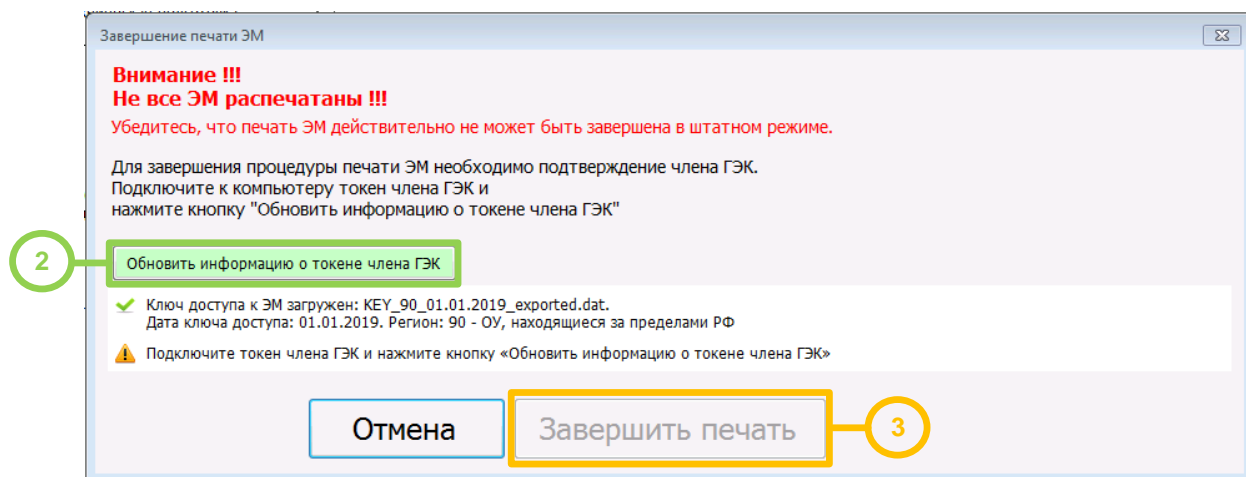 Завершение печати ЭМ
Внимание !!!
Не все ЭМ распечатаны !!!
Убедитесь, что печать ЭМ действительно не может быть завершена в штатном режиме.
Для завершения процедуры печати ЭМ необходимо подтверждение члена ГЭК.
Подключите к компьютеру токен члена ГЭК и
нажмите кнопку "Обновить информацию о токене члена ГЭК"
2
Обновить информацию о токене члена ГЭК
Ключ доступа к ЭМ загружен: KEY_90_01.01.2019_exported.dat.
Дата ключа доступа: 01.01.2019. Регион: 90 - ОУ, находящиеся за пределами РФ
Подключите токен члена ГЭК и нажмите кнопку «Обновить информацию о токене члена ГЭК»
Отмена
Завершить печать
3